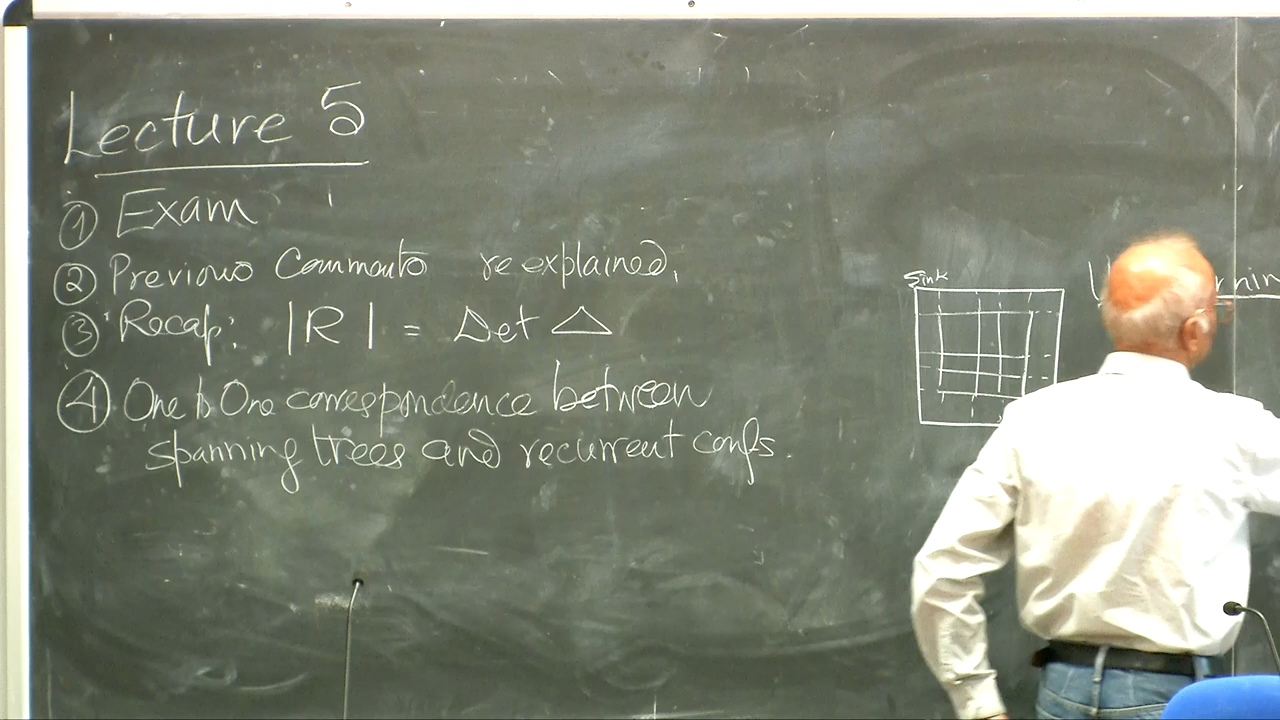 Lecture 5
① Exam
② Previous Comments re explained.
③ Recap: |R| = Det △
④ One to One correspondence between
spanning trees and recurrent confs.
Sink